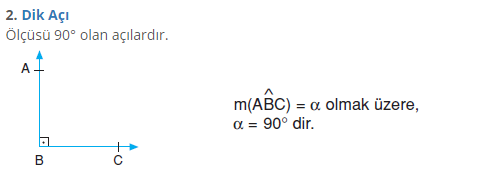 2. Dik Açı
Ölçüsü 90° olan açılardır.
A
m(ABC) = α olmak üzere,
α = 90° dir.
B
C